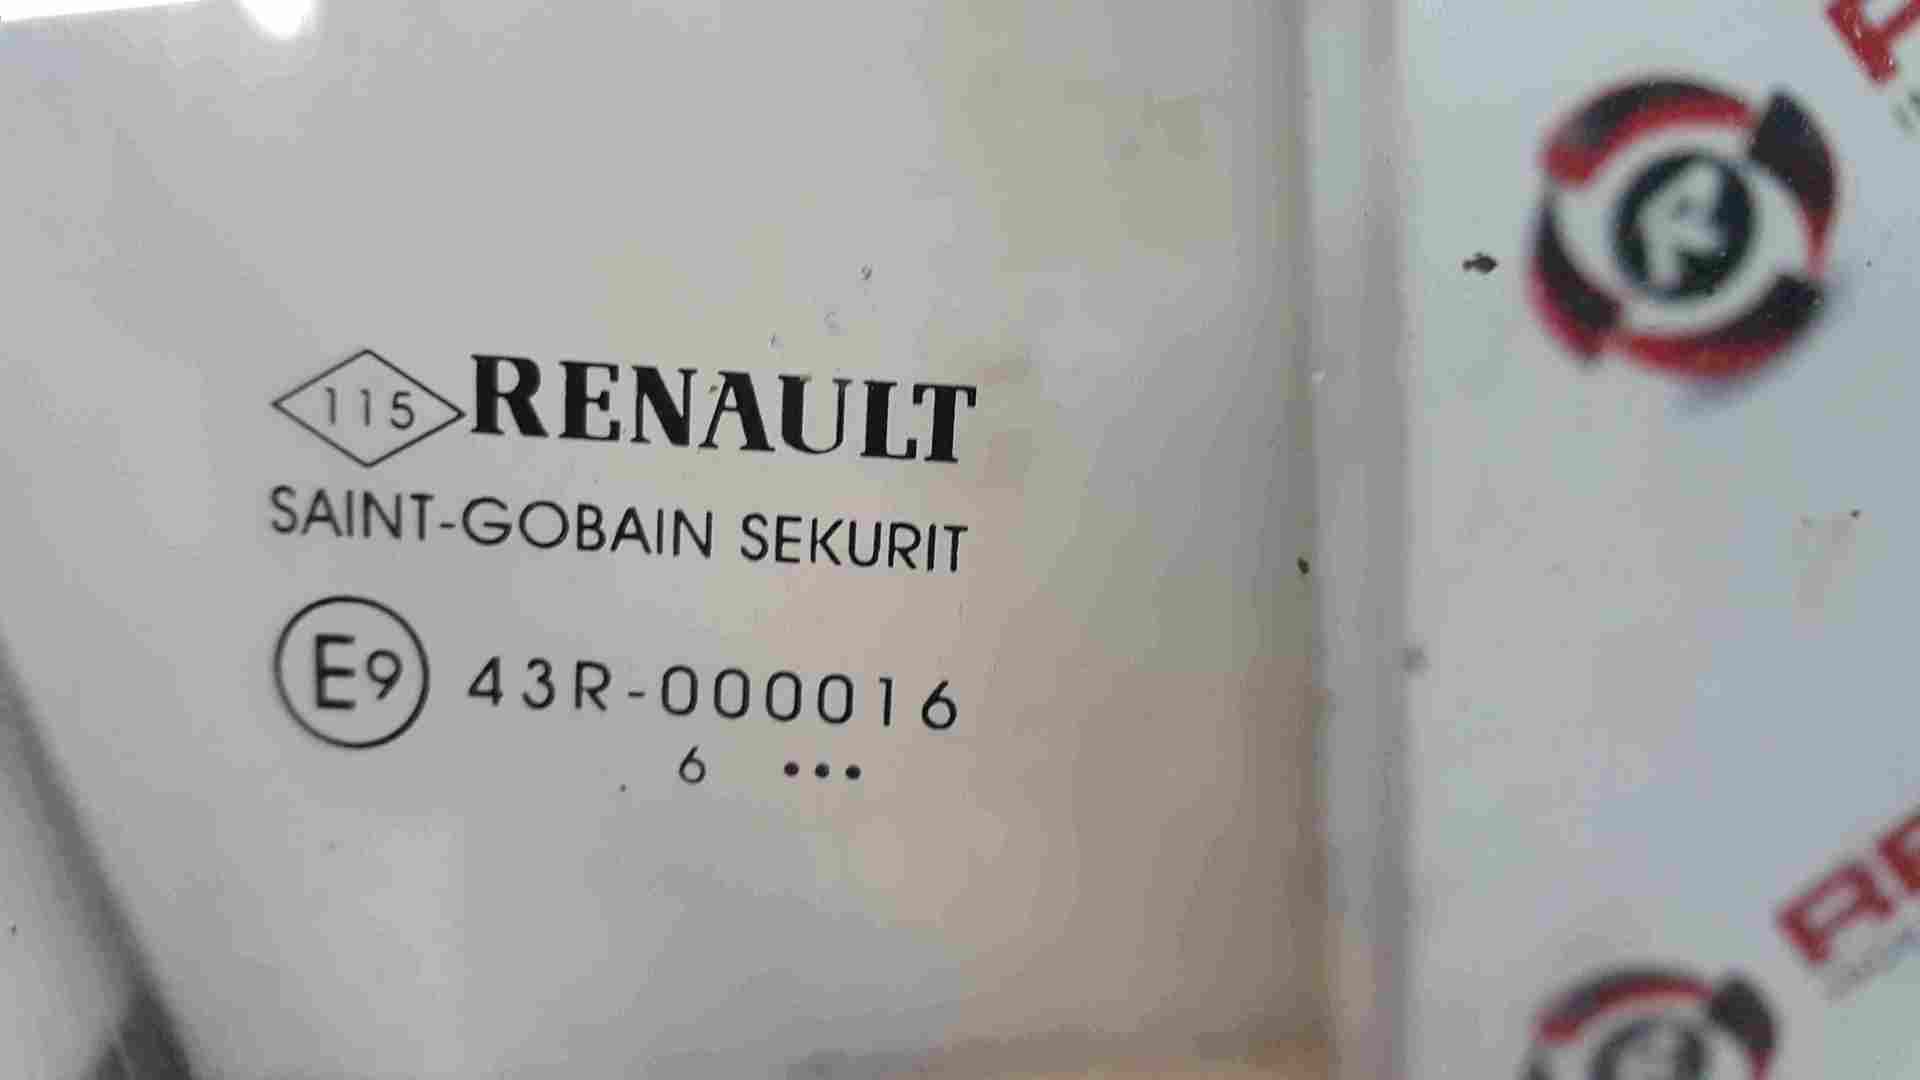 115 RENAULT
SAINT-GOBAIN SEKURIT
E9 43R-000016
6 •••